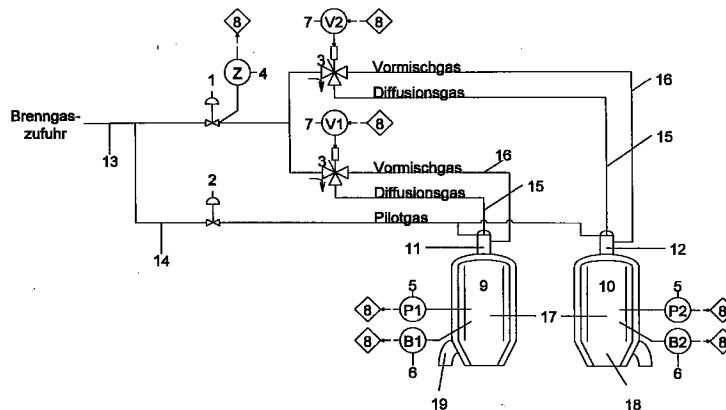 8
8
7
V2
8
3
1
Z
4
Vormischgas
16
Diffusionsgas
Brenngas-
zufuhr
7
V1
8
15
13
3
Vormischgas
16
2
Diffusionsgas
15
Pilotgas
14
11
12
9
10
5
5
8
P1
17
P2
8
8
B1
B2
8
6
6
19
18